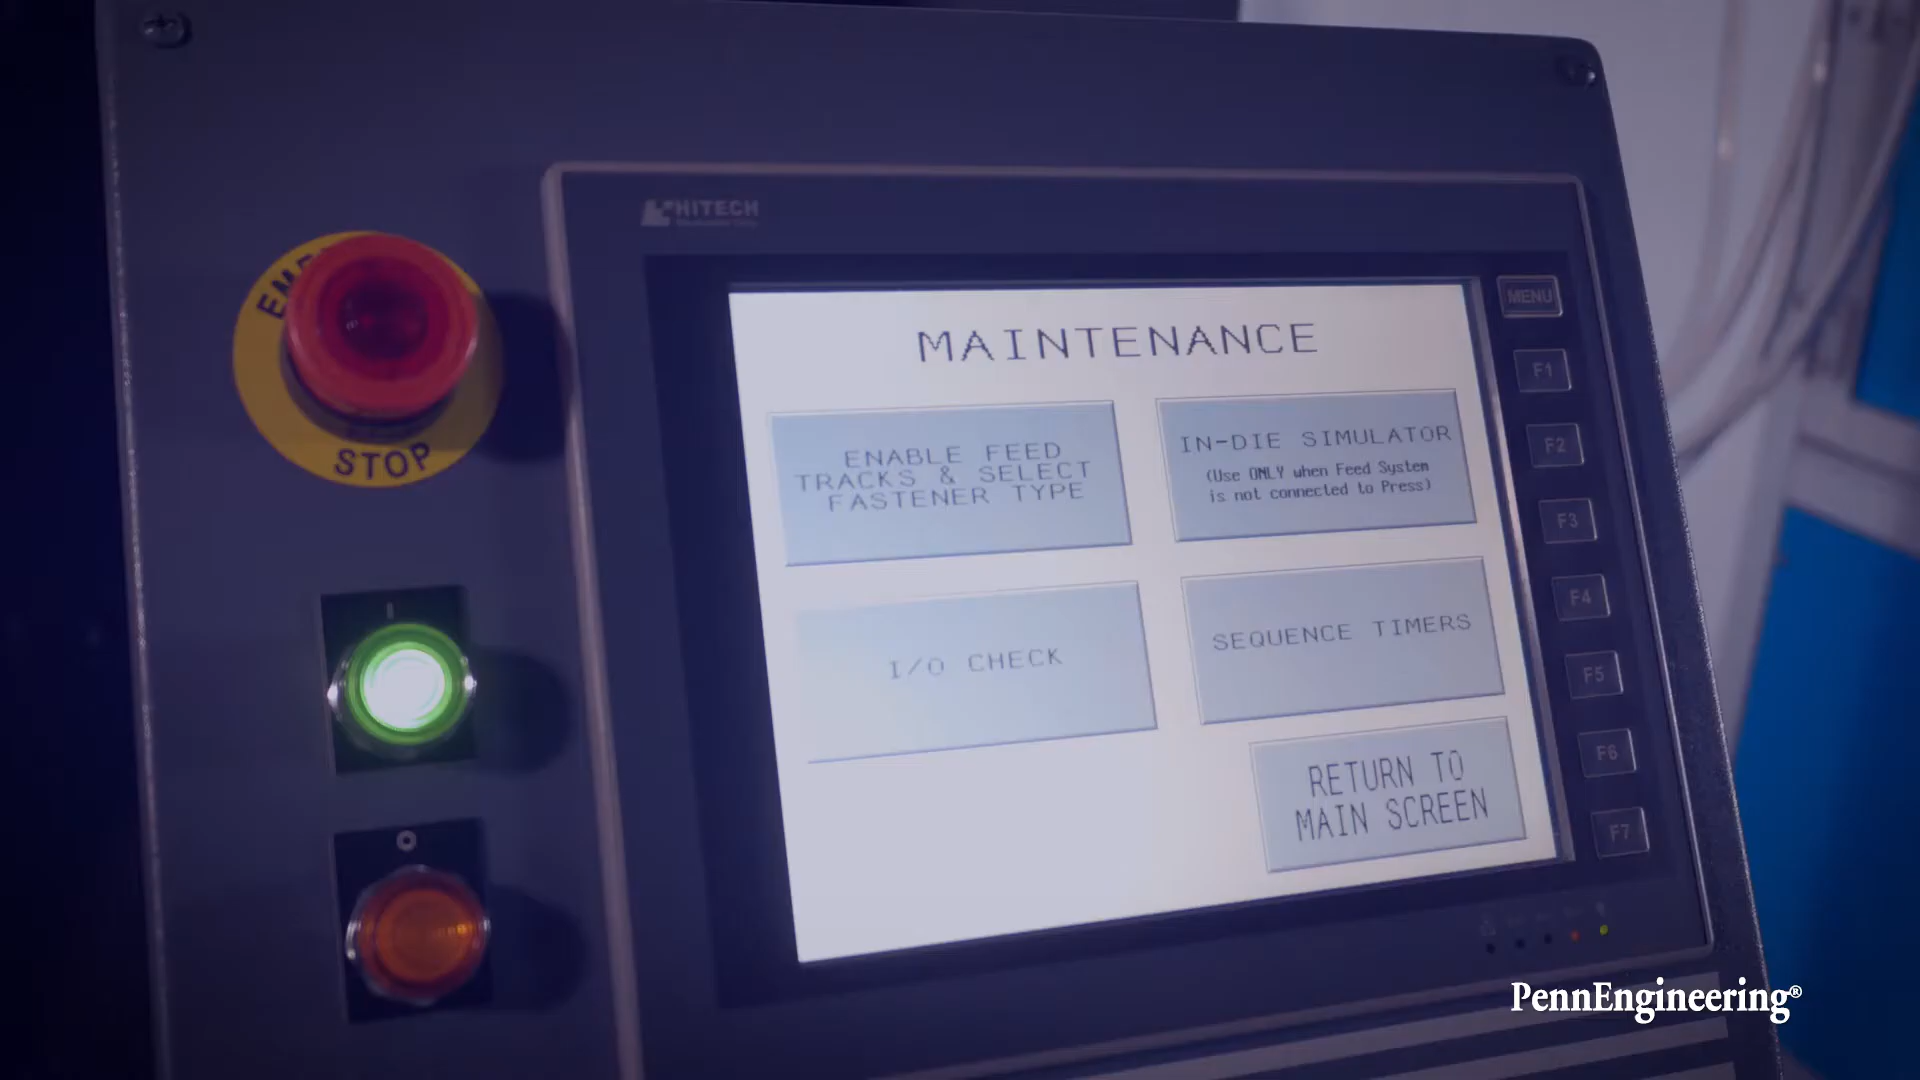 HITECH
STOP
I
O
MAINTENANCE
ENABLE FEED
TRACKS & SELECT
FASTENER TYPE
IN-DIE SIMULATOR
(Use ONLY when Feed System
is not connected to Press)
I/O CHECK
SEQUENCE TIMERS
RETURN TO
MAIN SCREEN
MENU
F1
F2
F3
F4
F5
F6
F7
PennEngineering®